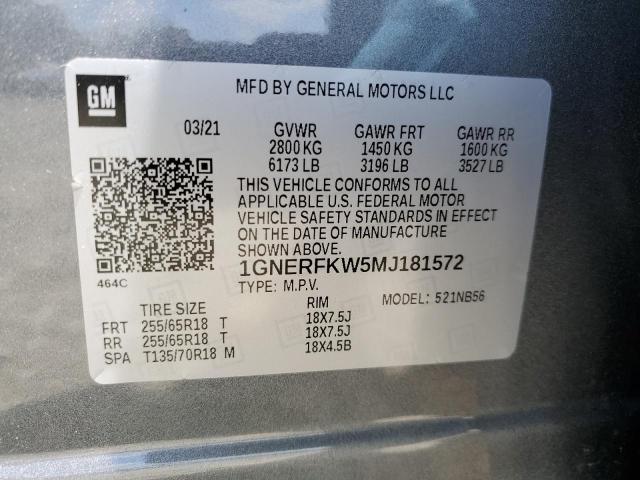 GM
MFD BY GENERAL MOTORS LLC
03/21 GVWR GAWR FRT GAWR RR
2800 KG 1450 KG 1600 KG
6173 LB 3196 LB 3527 LB
THIS VEHICLE CONFORMS TO ALL
APPLICABLE U.S. FEDERAL MOTOR
VEHICLE SAFETY STANDARDS IN EFFECT
ON THE DATE OF MANUFACTURE
SHOWN ABOVE.
1GNERFKW5MJ181572
464C
TYPE: M.P.V. MODEL: 521NB56
TIRE SIZE RIM
FRT 255/65R18 T 18X7.5J
RR 255/65R18 T 18X7.5J
SPA T135/70R18 M 18X4.5B